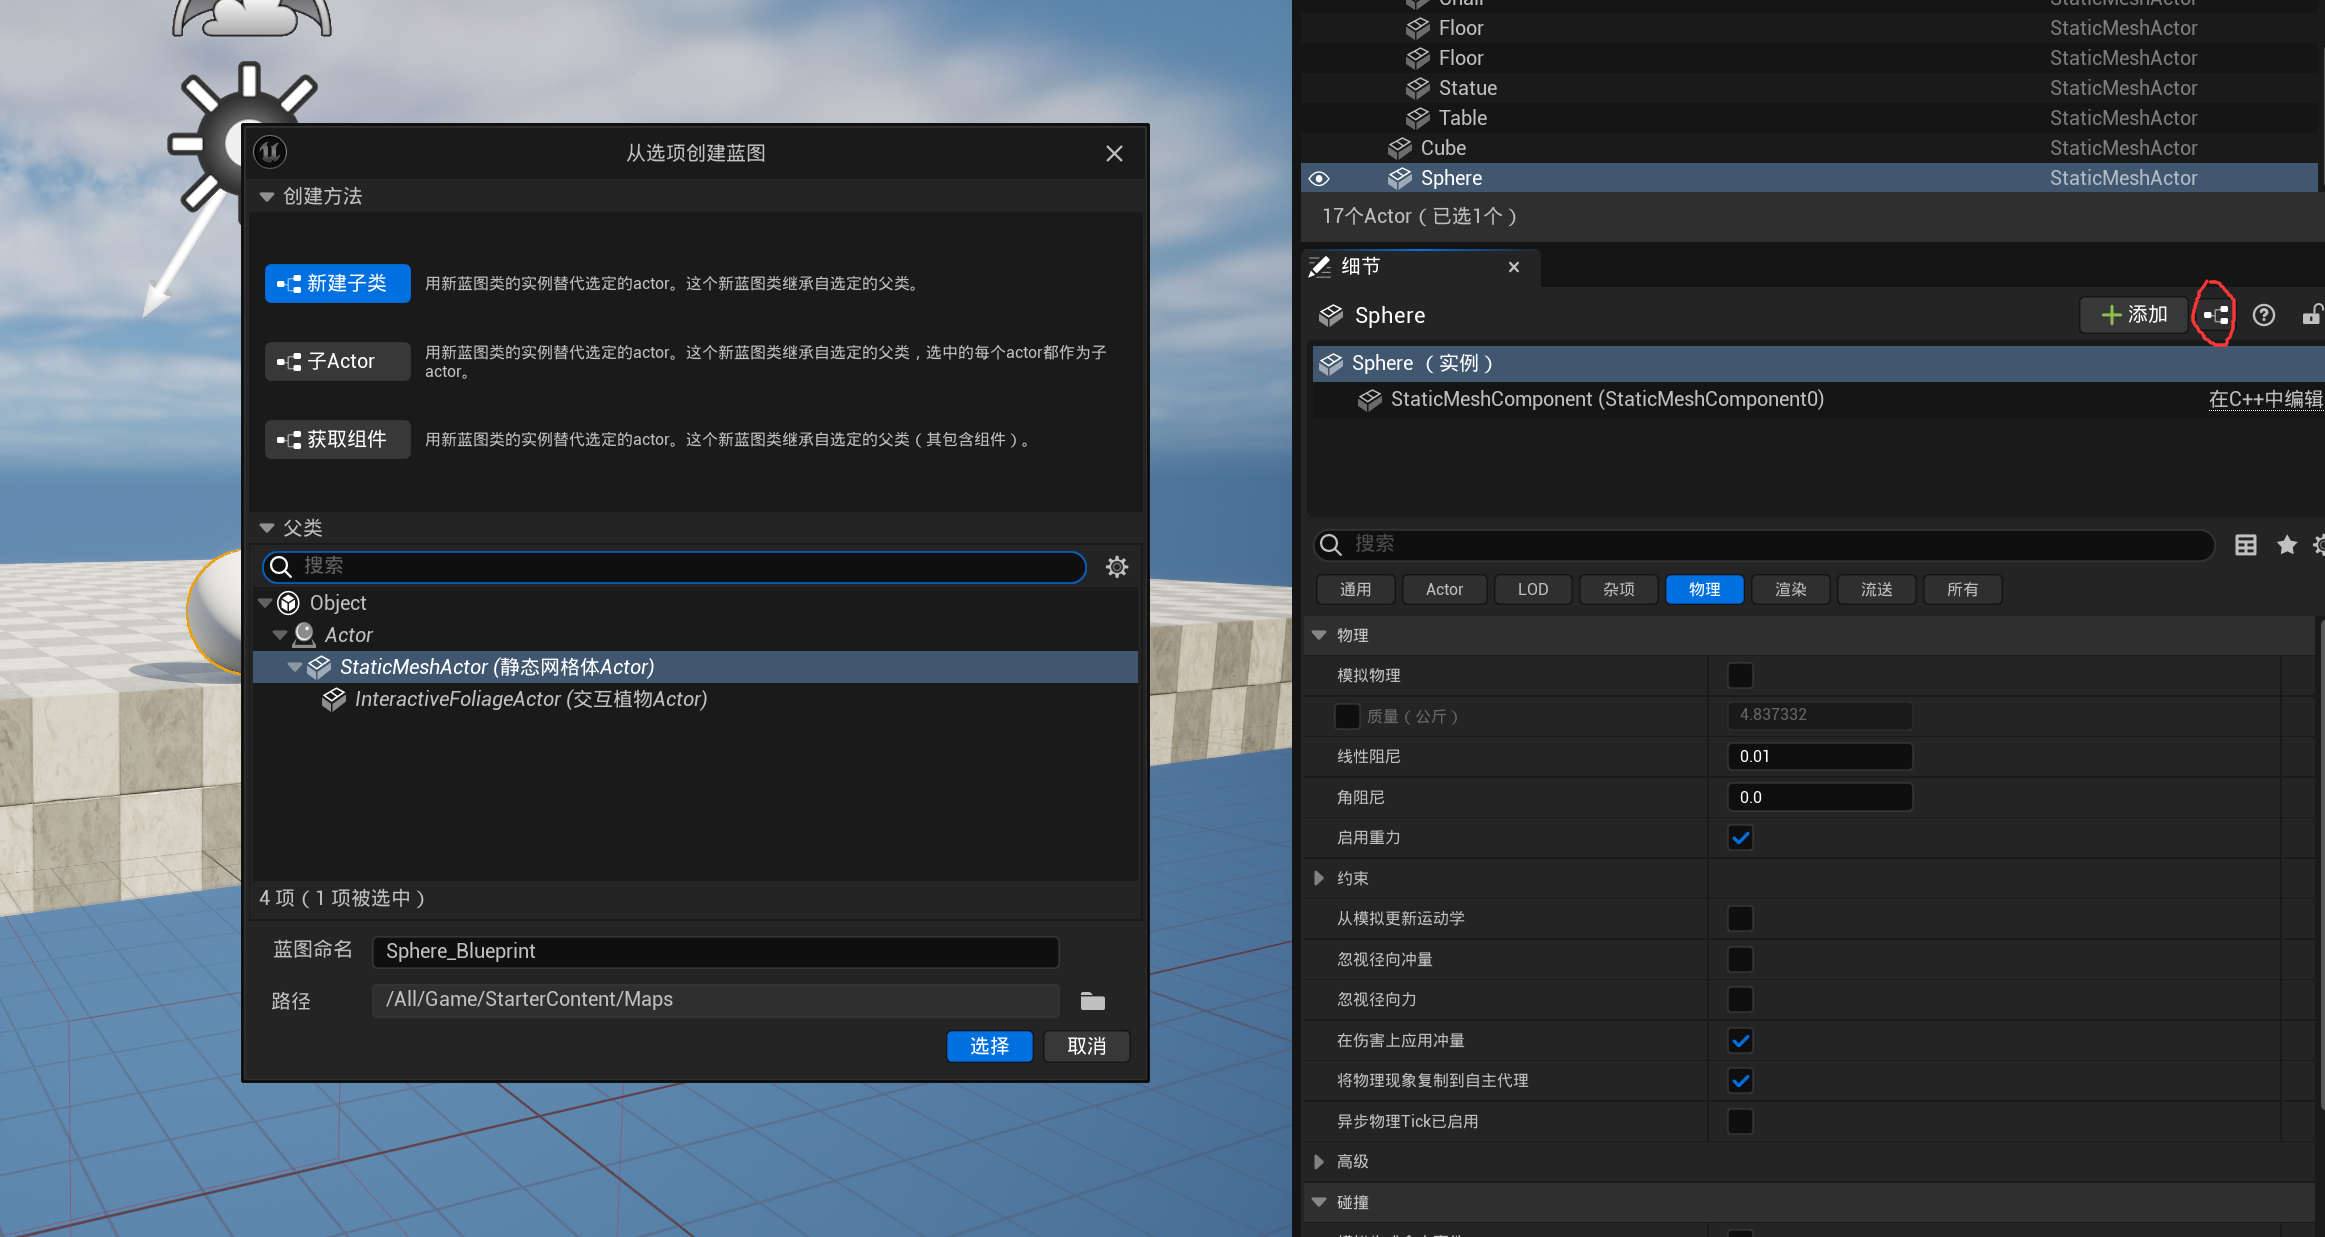 从选项创建蓝图
创建方法
新建子类
用新蓝图类的实例替代选定的actor。这个新蓝图类继承自选定的父类。
子Actor
用新蓝图类的实例替代选定的actor。这个新蓝图类继承自选定的父类，选中的每个actor都作为子
actor。
获取组件
用新蓝图类的实例替代选定的actor。这个新蓝图类继承自选定的父类（其包含组件）。
父类
搜索
Object
Actor
StaticMeshActor (静态网格体Actor)
InteractiveFoliageActor (交互植物Actor)
4 项（1 项被选中）
蓝图命名
Sphere_Blueprint
路径
/All/Game/StarterContent/Maps
选择
取消
Chair StaticMeshActor
Floor StaticMeshActor
Floor StaticMeshActor
Statue StaticMeshActor
Table StaticMeshActor
Cube StaticMeshActor
Sphere StaticMeshActor
17个Actor（已选1个）
细节
Sphere
添加
Sphere （实例）
StaticMeshComponent (StaticMeshComponent0) 在C++中编辑
搜索
通用 Actor LOD 杂项 物理 渲染 流送 所有
物理
模拟物理
质量（公斤） 4.837332
线性阻尼 0.01
角阻尼 0.0
启用重力
约束
从模拟更新运动学
忽视径向冲量
忽视径向力
在伤害上应用冲量
将物理现象复制到自主代理
异步物理Tick已启用
高级
碰撞